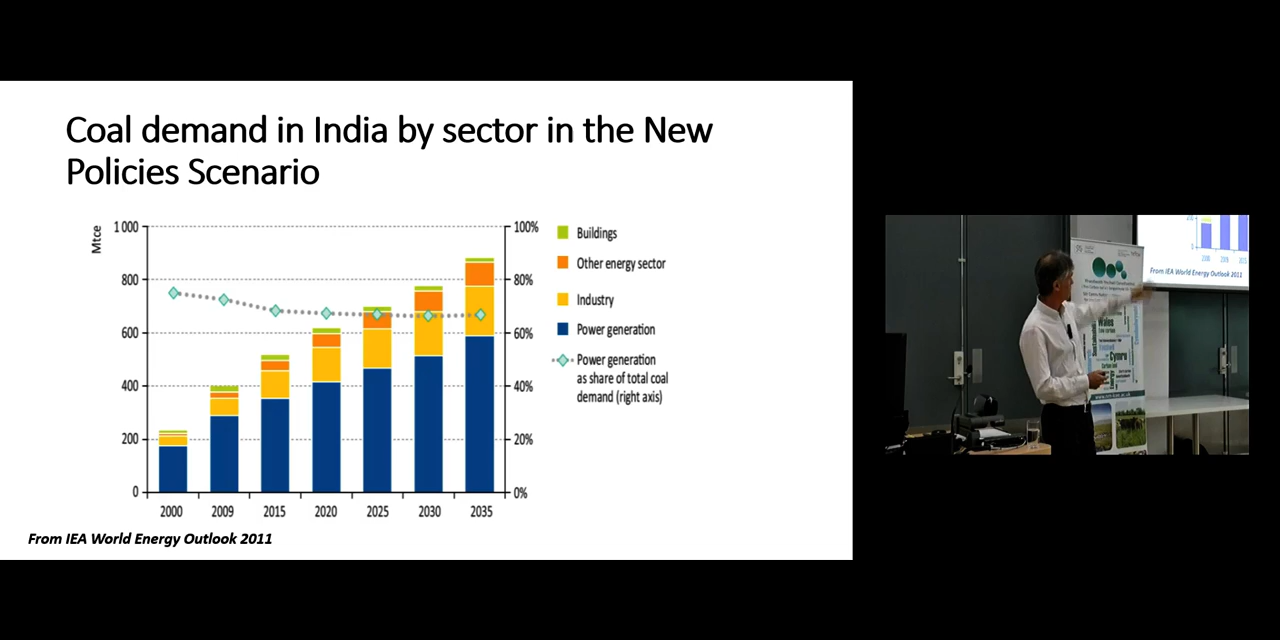 Coal demand in India by sector in the New
Policies Scenario
Mtce
1 000
800
600
400
200
0
100%
80%
60%
40%
20%
0%
2000
2009
2015
2020
2025
2030
2035
Buildings
Other energy sector
Industry
Power generation
Power generation
as share of total coal
demand (right axis)
From IEA World Energy Outlook 2011
From IEA World Energy Outlook 2011
Wales
Cymru